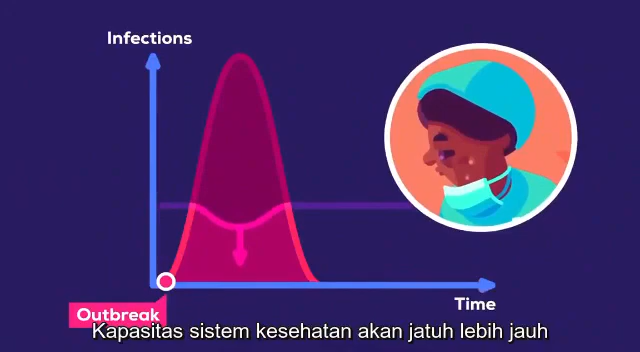 Infections
Time
Outbreak
Kapasitas sistem kesehatan akan jatuh lebih jauh